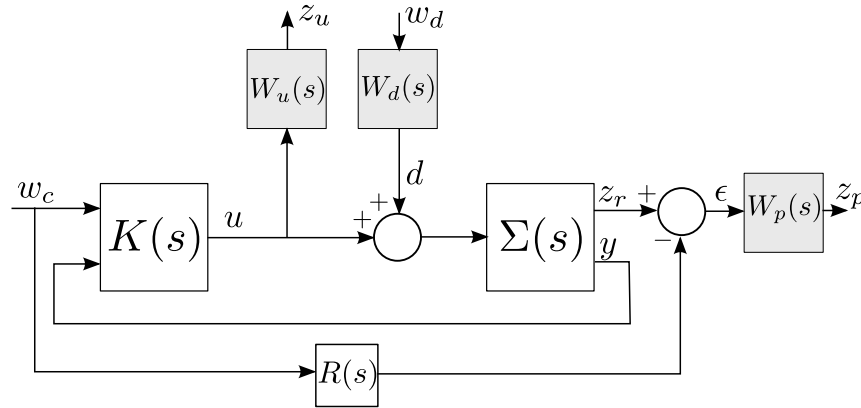 z_u
w_d
W_u(s)
W_d(s)
d
+
+
w_c
K(s)
u
Σ(s)
z_r
y
+
−
ϵ
W_p(s)
z_p
R(s)